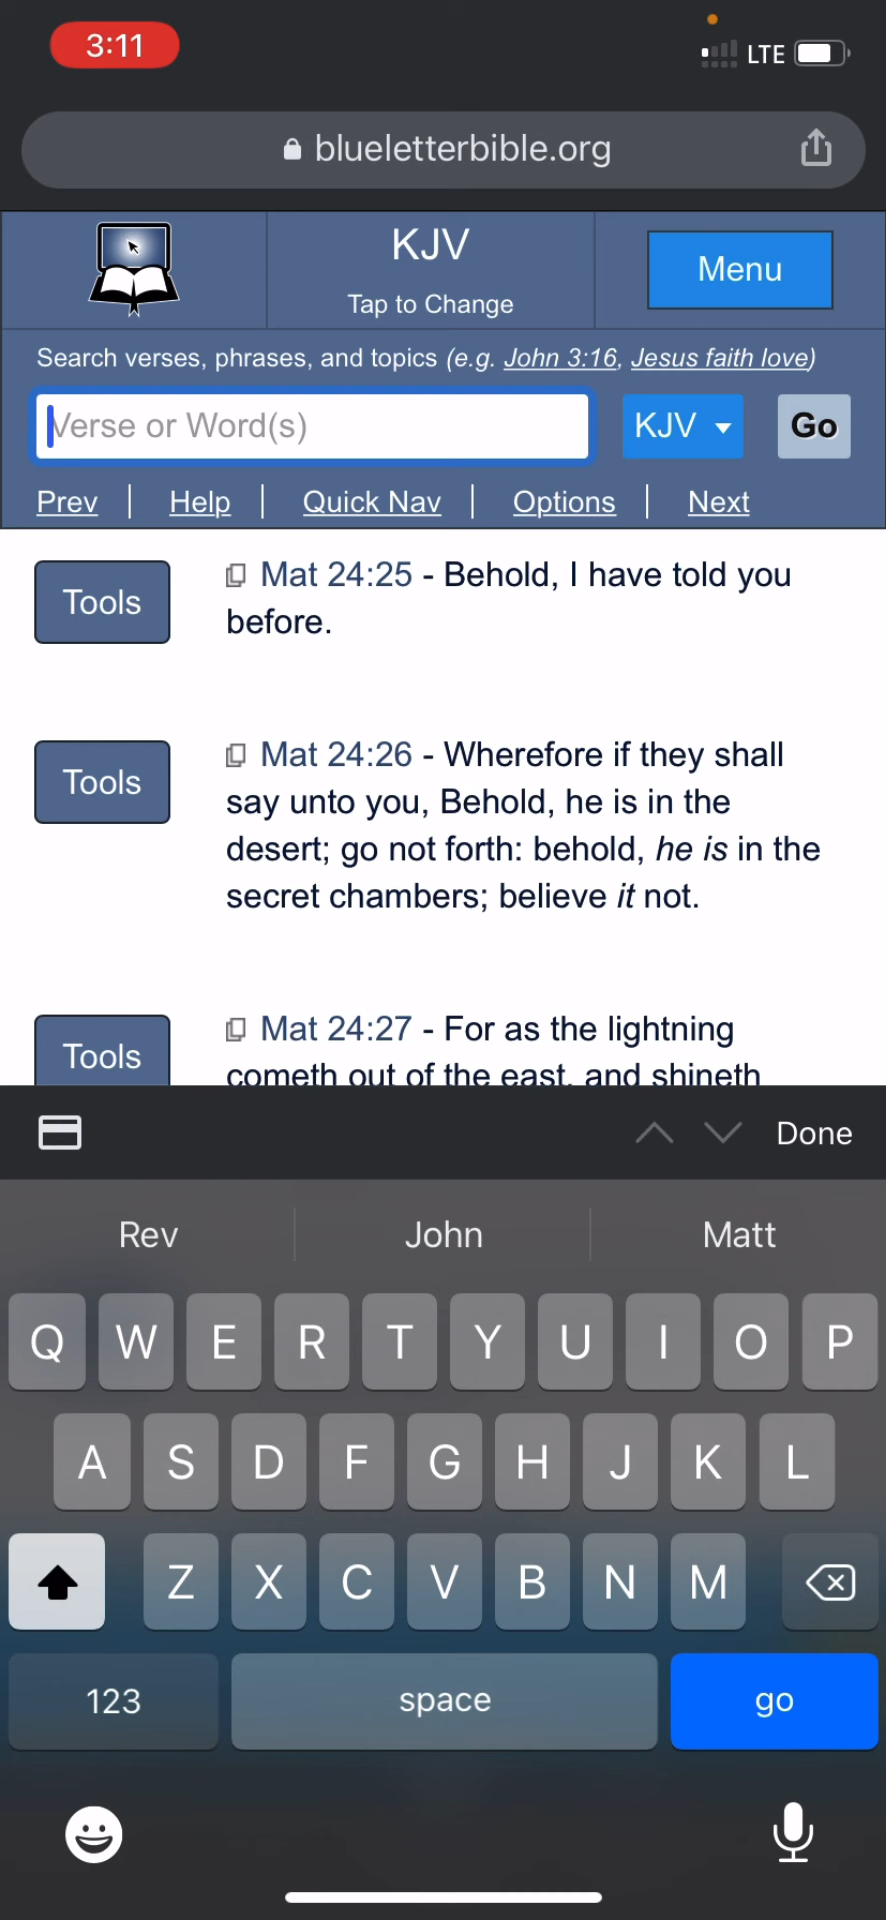 3:11
LTE
blueletterbible.org
KJV
Tap to Change
Menu
Search verses, phrases, and topics (e.g. John 3:16, Jesus faith love)
Verse or Word(s)
KJV
Go
Prev | Help | Quick Nav | Options | Next
Tools
Mat 24:25 - Behold, I have told you
before.
Tools
Mat 24:26 - Wherefore if they shall
say unto you, Behold, he is in the
desert; go not forth: behold, he is in the
secret chambers; believe it not.
Tools
Mat 24:27 - For as the lightning
cometh out of the east, and shineth
Done
Rev
John
Matt
Q W E R T Y U I O P
A S D F G H J K L
Z X C V B N M
123
space
go